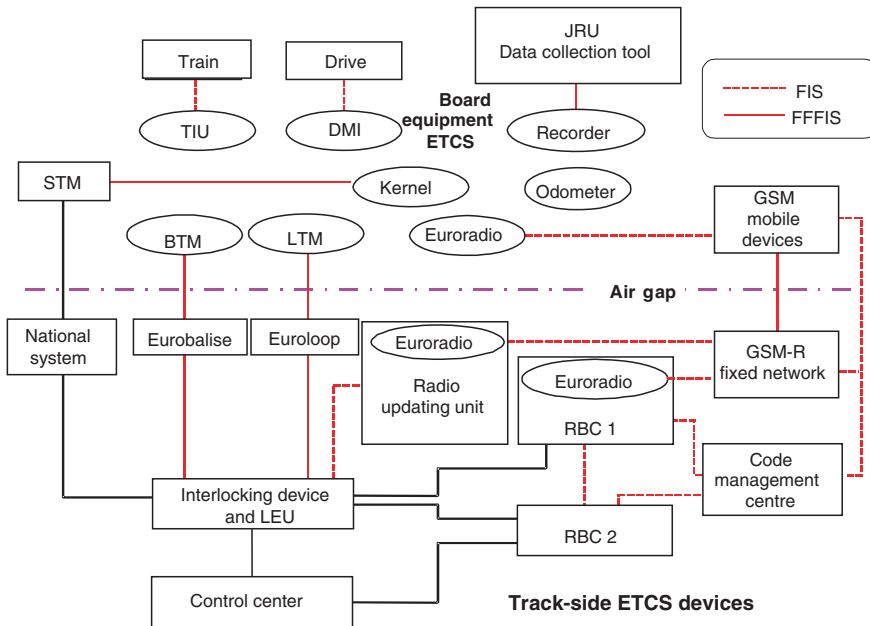 JRU
Data collection tool
Train
Drive
FIS
FFFIS
Board
equipment
ETCS
TIU
DMI
Recorder
STM
Kernel
Odometer
GSM
mobile
devices
BTM
LTM
Euroradio
Air gap
National
system
Eurobalise
Euroloop
Euroradio
Radio
updating unit
GSM-R
fixed network
Euroradio
RBC 1
Code
management
centre
Interlocking device
and LEU
RBC 2
Control center
Track-side ETCS devices